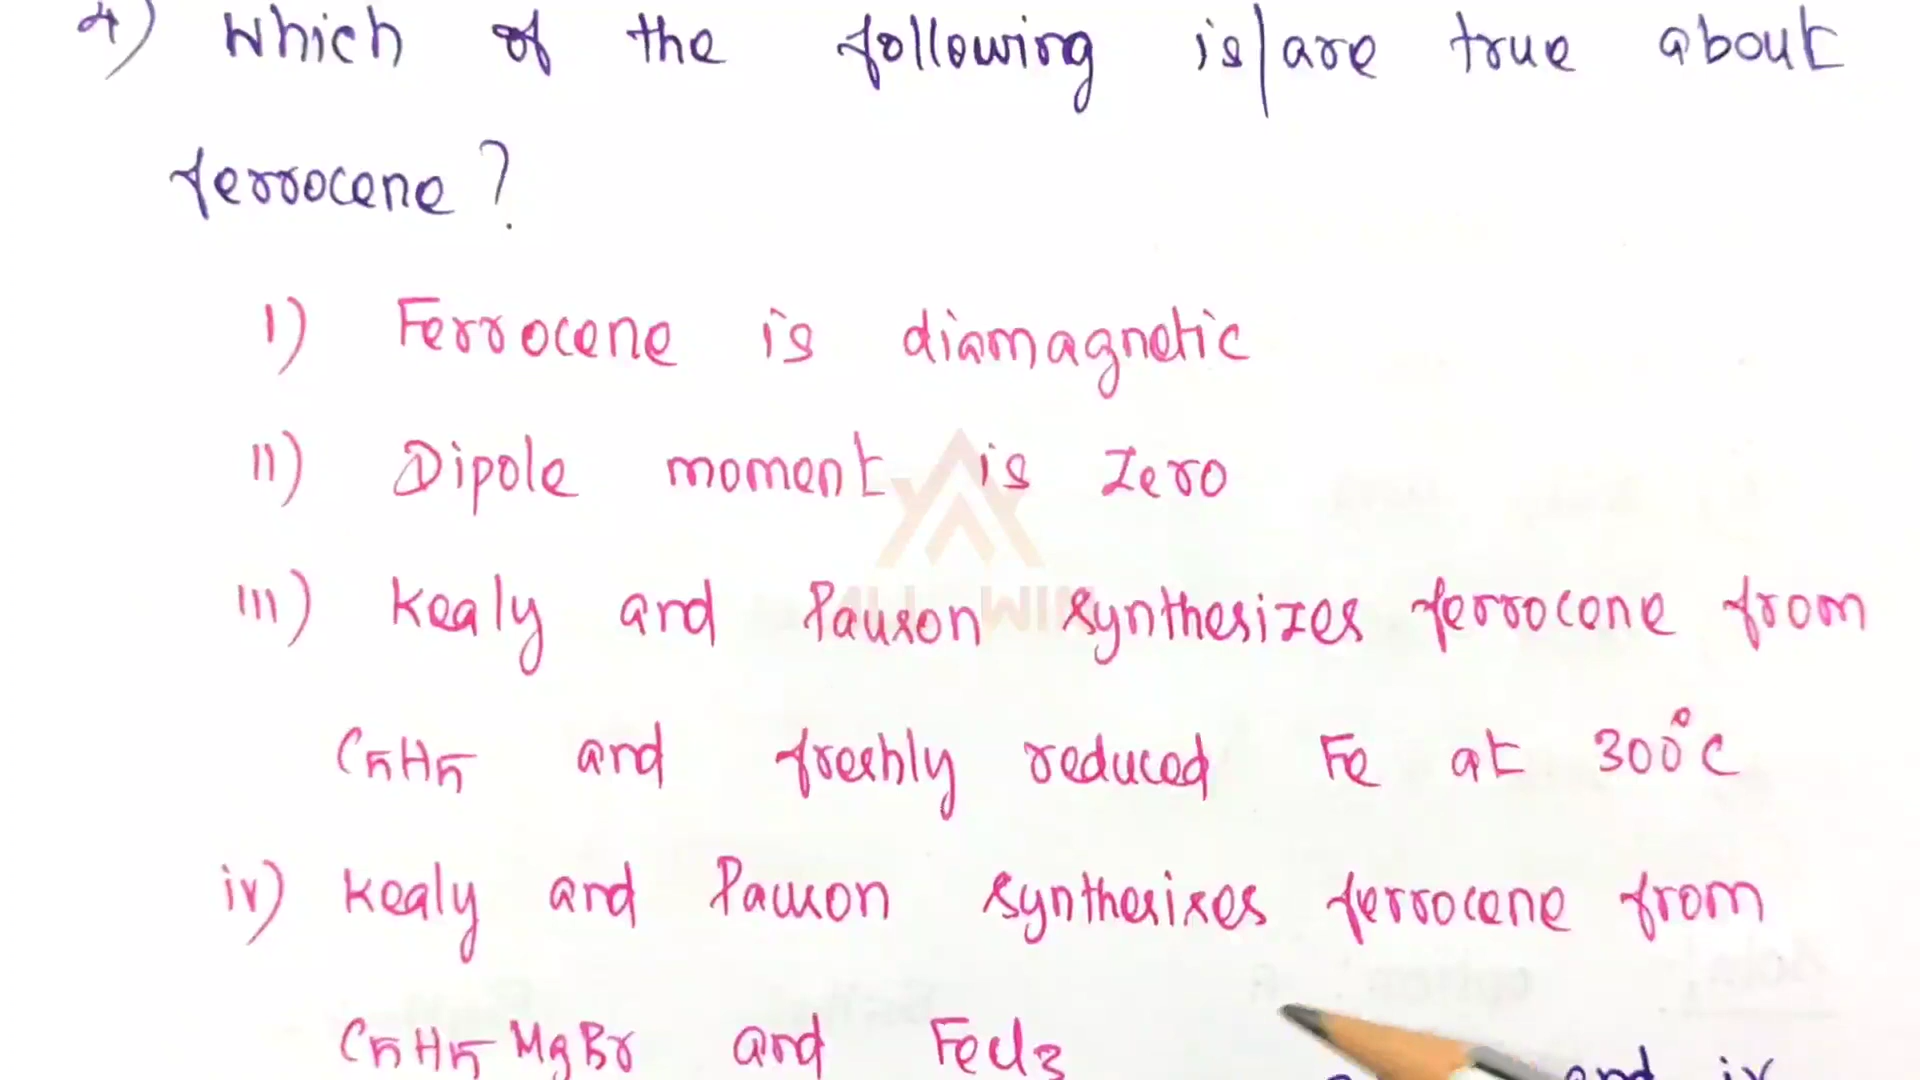 4) Which of the following is/are true about
ferrocene?
i) Ferrocene is diamagnetic
ii) Dipole moment is zero
iii) Kealy and Pauson synthesizes ferrocene from
C5H5 and freshly reduced Fe at 300°C
iv) Kealy and Pauson synthesizes ferrocene from
C5H5MgBr and FeCl3
and iv